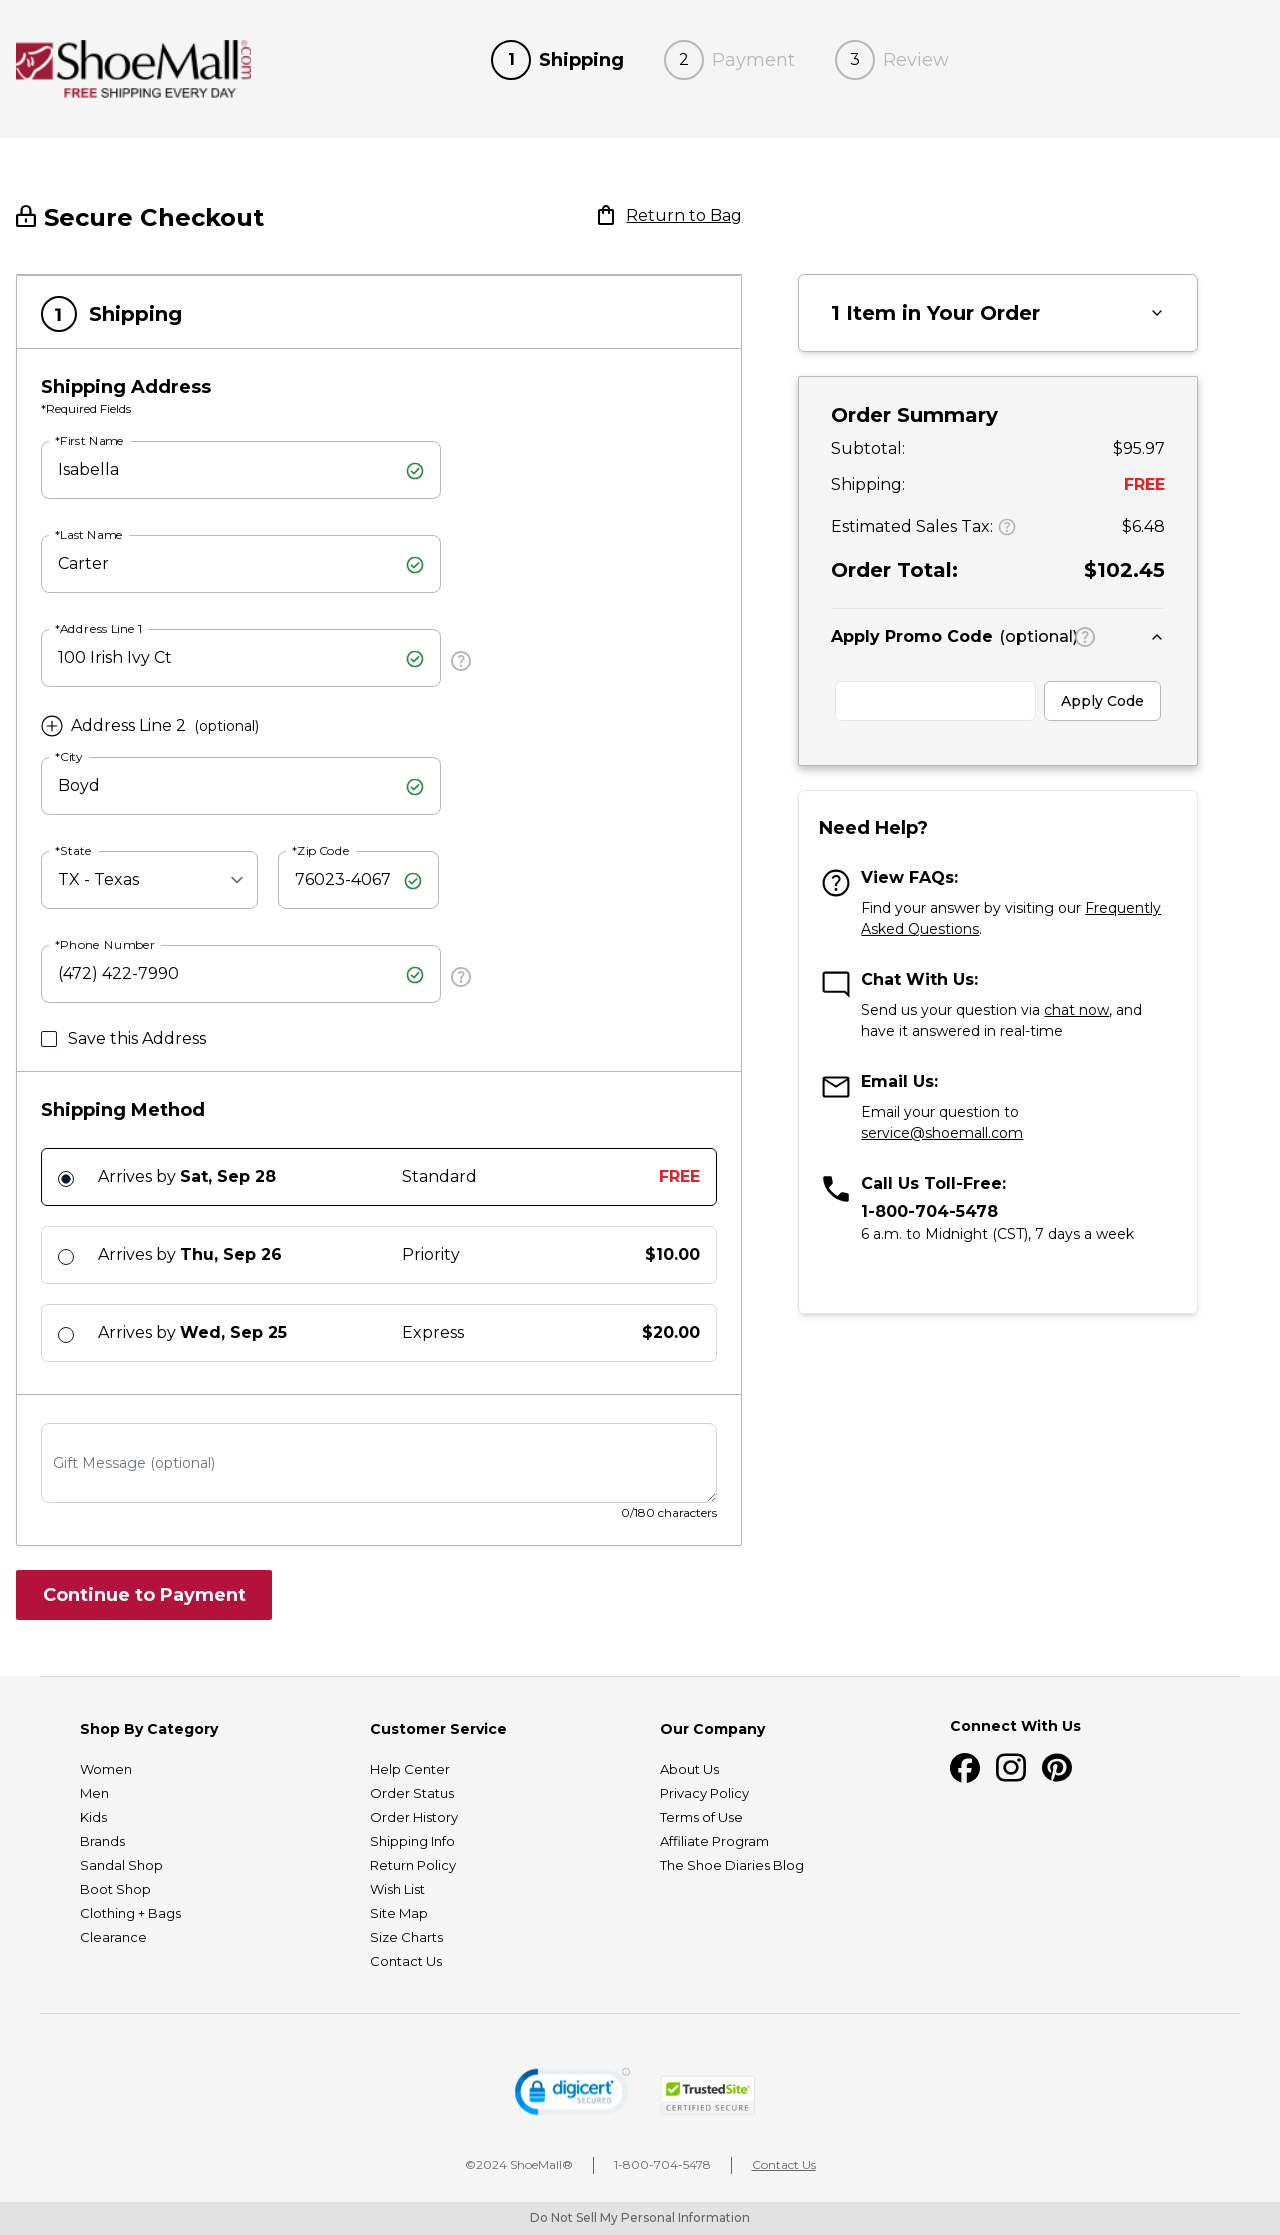 ShoeMall.com
FREE SHIPPING EVERY DAY
1 Shipping 2 Payment 3 Review
Secure Checkout
Return to Bag
1 Shipping
Shipping Address
*Required Fields
*First Name
Isabella
*Last Name
Carter
*Address Line 1
100 Irish Ivy Ct
Address Line 2 (optional)
*City
Boyd
*State
TX - Texas
*Zip Code
76023-4067
*Phone Number
(472) 422-7990
Save this Address
Shipping Method
Arrives by Sat, Sep 28 Standard FREE
Arrives by Thu, Sep 26 Priority $10.00
Arrives by Wed, Sep 25 Express $20.00
Gift Message (optional)
0/180 characters
Continue to Payment
1 Item in Your Order
Order Summary
Subtotal: $95.97
Shipping: FREE
Estimated Sales Tax: ? $6.48
Order Total: $102.45
Apply Promo Code (optional) ?
Apply Code
Need Help?
View FAQs:
Find your answer by visiting our Frequently
Asked Questions.
Chat With Us:
Send us your question via chat now, and
have it answered in real-time
Email Us:
Email your question to
service@shoemall.com
Call Us Toll-Free:
1-800-704-5478
6 a.m. to Midnight (CST), 7 days a week
Shop By Category
Women
Men
Kids
Brands
Sandal Shop
Boot Shop
Clothing + Bags
Clearance
Customer Service
Help Center
Order Status
Order History
Shipping Info
Return Policy
Wish List
Site Map
Size Charts
Contact Us
Our Company
About Us
Privacy Policy
Terms of Use
Affiliate Program
The Shoe Diaries Blog
Connect With Us
digicert
SECURED
TrustedSite
CERTIFIED SECURE
©2024 ShoeMall® 1-800-704-5478 Contact Us
Do Not Sell My Personal Information